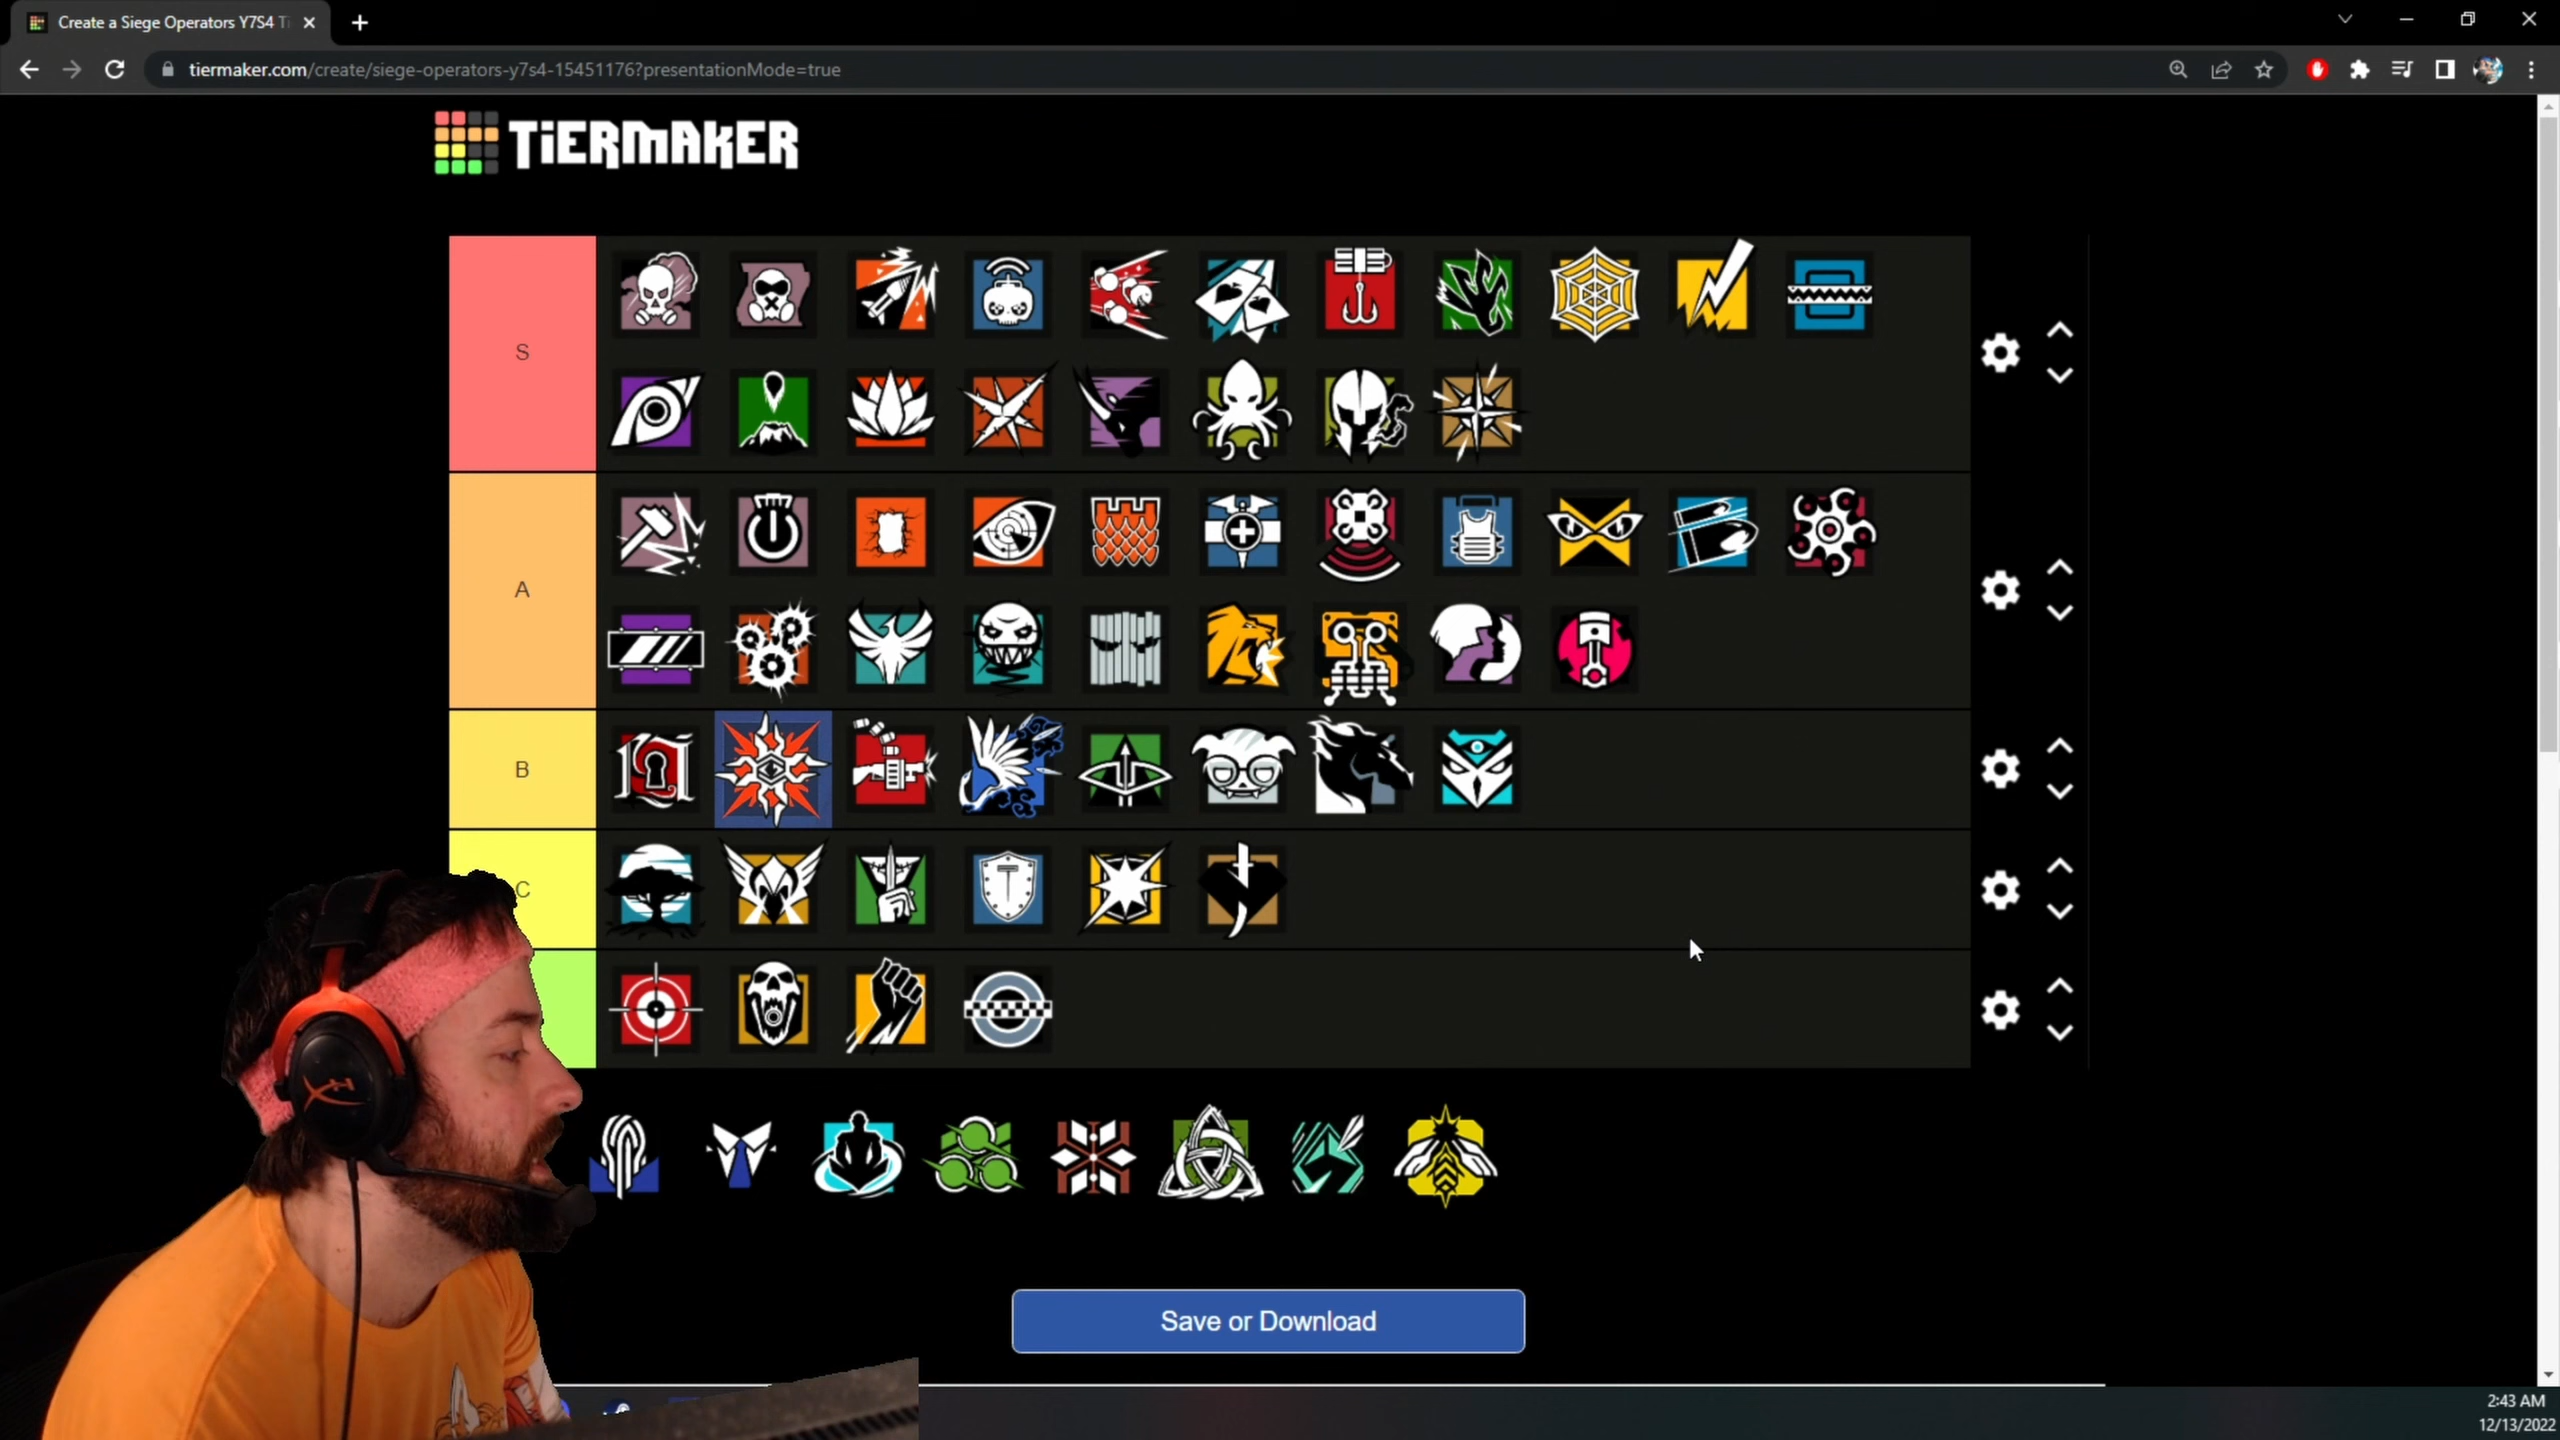 Create a Siege Operators Y7S4 Ti
tiermaker.com/create/siege-operators-y7s4-15451176?presentationMode=true
TiERMAKER
S
A
B
C
Save or Download
2:43 AM
12/13/2022